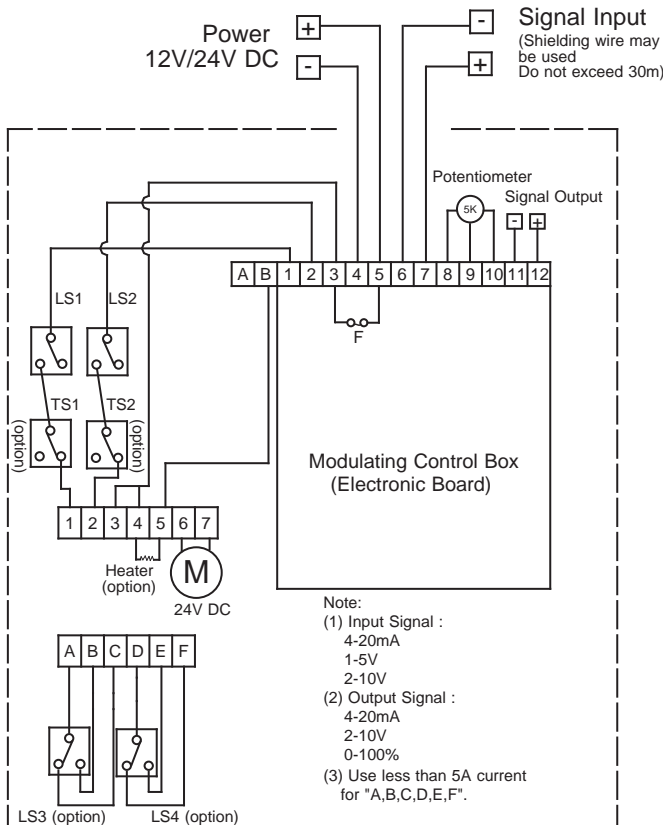 Power
12V/24V DC
+
-
-
+
Signal Input
(Shielding wire may
be used
Do not exceed 30m)
Potentiometer
5K
Signal Output
- +
A B 1 2 3 4 5 6 7 8 9 10 11 12
F
LS1 LS2
TS1 TS2
(option) (option)
Modulating Control Box
(Electronic Board)
1 2 3 4 5 6 7
Heater
(option)
M
24V DC
A B C D E F
LS3 (option) LS4 (option)
Note:
(1) Input Signal :
4-20mA
1-5V
2-10V
(2) Output Signal :
4-20mA
2-10V
0-100%
(3) Use less than 5A current
for "A,B,C,D,E,F".